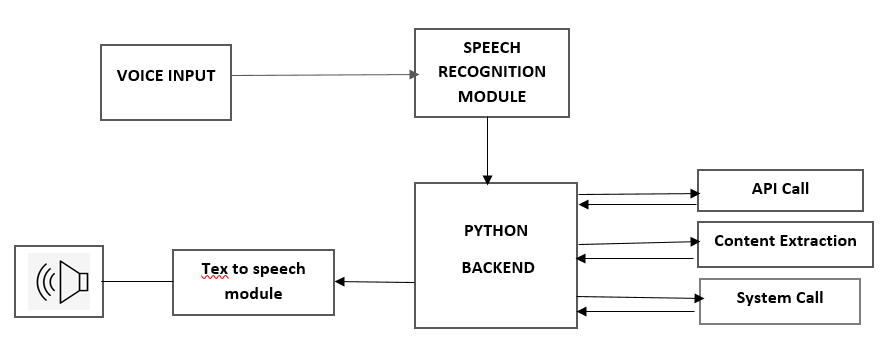 VOICE INPUT
SPEECH
RECOGNITION
MODULE
PYTHON
BACKEND
API Call
Content Extraction
System Call
Tex to speech
module